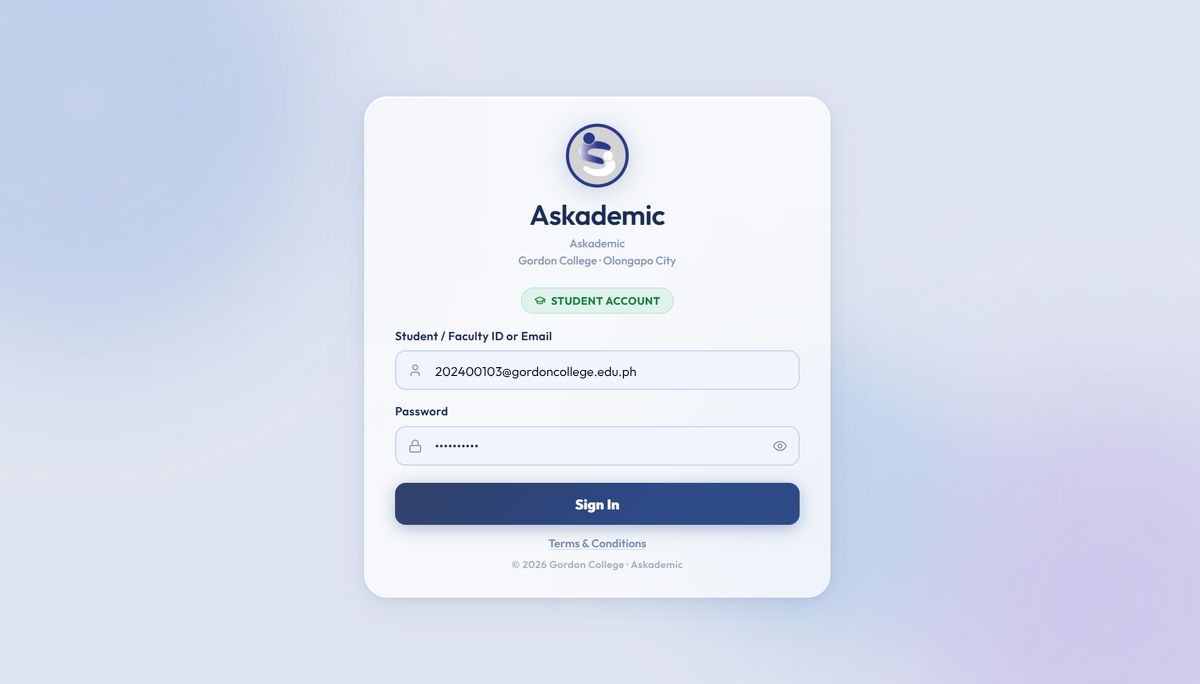 Askademic
Askademic
Gordon College · Olongapo City
STUDENT ACCOUNT
Student / Faculty ID or Email
202400103@gordoncollege.edu.ph
Password
••••••••••
Sign In
Terms & Conditions
© 2026 Gordon College · Askademic